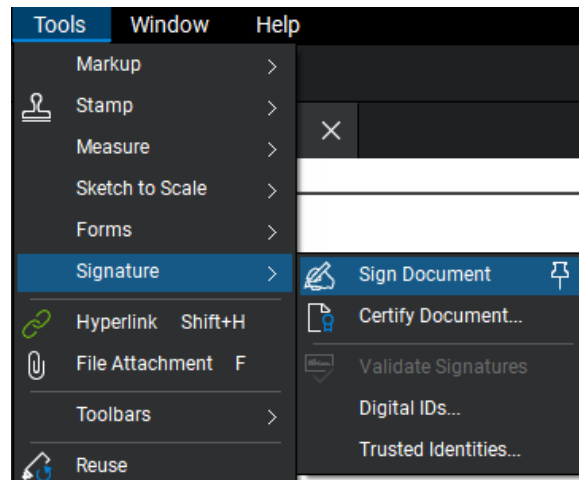 Tools Window Help
Markup
Stamp
Measure
Sketch to Scale
Forms
Signature
Hyperlink Shift+H
File Attachment F
Toolbars
Reuse
Sign Document
Certify Document...
Validate Signatures
Digital IDs...
Trusted Identities...